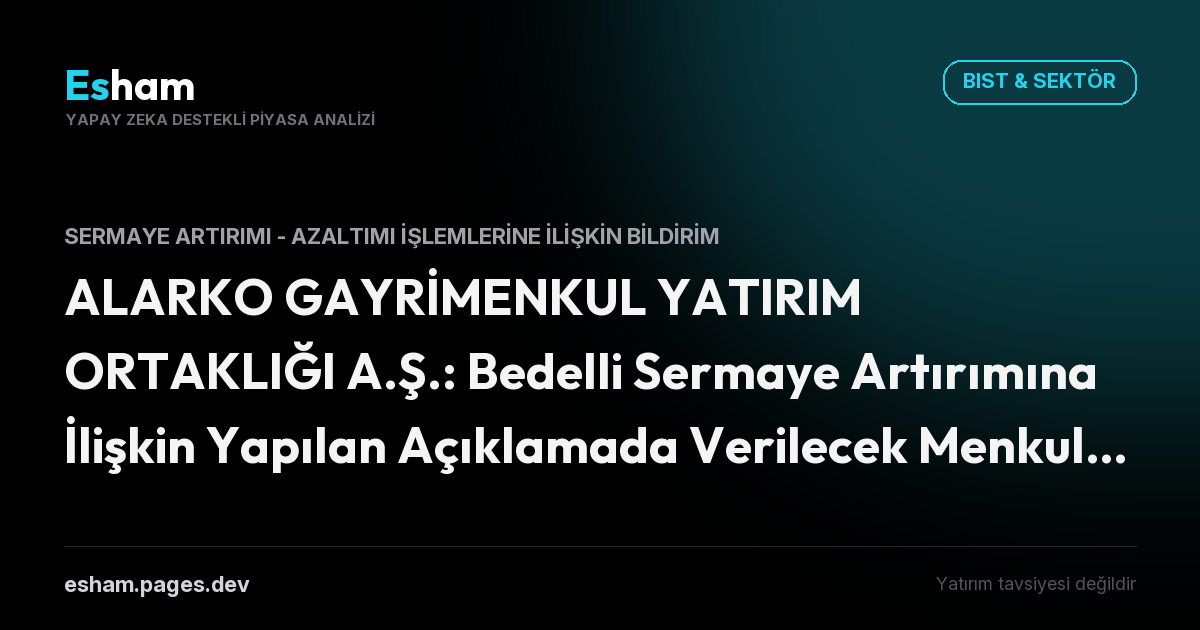 Esham
YAPAY ZEKA DESTEKLİ PİYASA ANALİZİ
BIST & SEKTÖR
SERMAYE ARTIRIMI - AZALTIMI İŞLEMLERİNE İLİŞKİN BİLDİRİM
ALARKO GAYRİMENKUL YATIRIM
ORTAKLIĞI A.Ş.: Bedelli Sermaye Artırımına
İlişkin Yapılan Açıklamada Verilecek Menkul...
esham.pages.dev
Yatırım tavsiyesi değildir